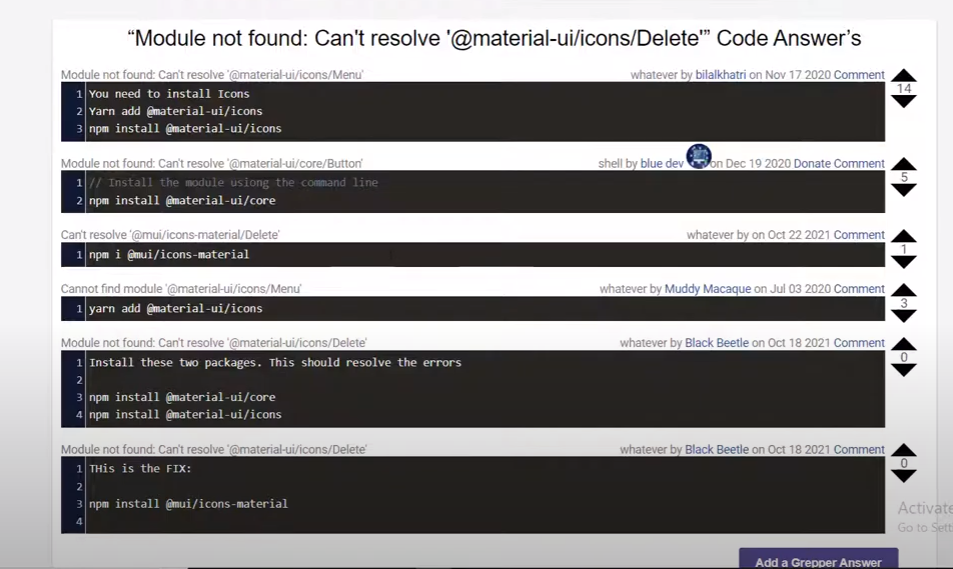 “Module not found: Can't resolve '@material-ui/icons/Delete'” Code Answer’s
Module not found: Can't resolve '@material-ui/icons/Menu' whatever by bilalkhatri on Nov 17 2020 Comment
14
1 You need to install Icons
2 Yarn add @material-ui/icons
3 npm install @material-ui/icons
Module not found: Can't resolve '@material-ui/core/Button' shell by blue dev on Dec 19 2020 Donate Comment
5
1 // Install the module usiong the command line
2 npm install @material-ui/core
Can't resolve '@mui/icons-material/Delete' whatever by on Oct 22 2021 Comment
1
1 npm i @mui/icons-material
Cannot find module '@material-ui/icons/Menu' whatever by Muddy Macaque on Jul 03 2020 Comment
3
1 yarn add @material-ui/icons
Module not found: Can't resolve '@material-ui/icons/Delete' whatever by Black Beetle on Oct 18 2021 Comment
0
1 Install these two packages. This should resolve the errors
2
3 npm install @material-ui/core
4 npm install @material-ui/icons
Module not found: Can't resolve '@material-ui/icons/Delete' whatever by Black Beetle on Oct 18 2021 Comment
0
1 THis is the FIX:
2
3 npm install @mui/icons-material
4
Activate
Go to Sett
Add a Grepper Answer